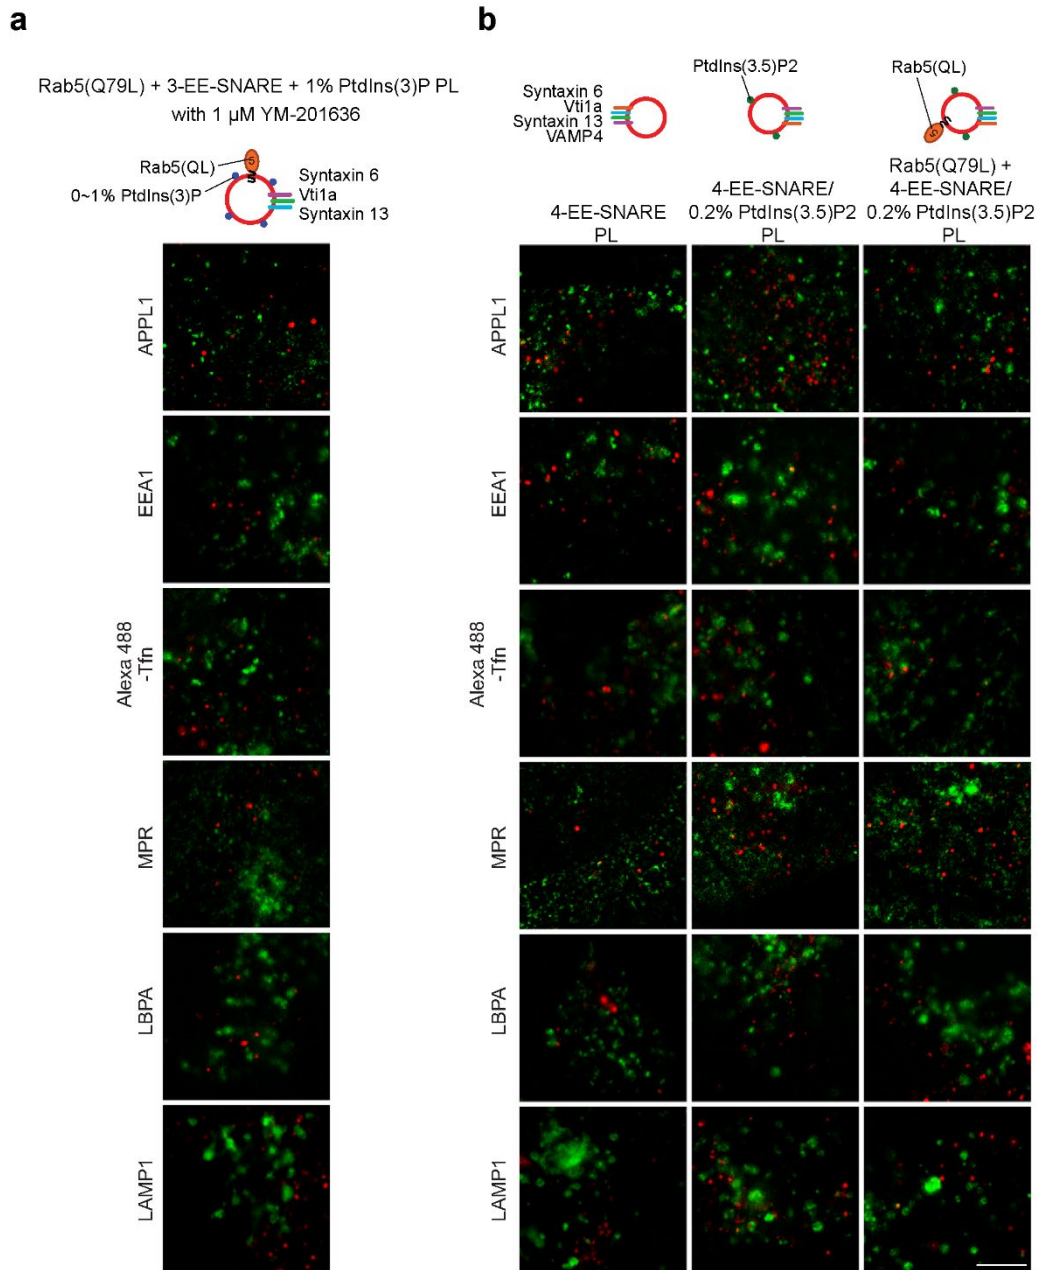 a
Rab5(Q79L) + 3-EE-SNARE + 1% PtdIns(3)P PL
with 1 µM YM-201636
Rab5(QL)
5
0~1% PtdIns(3)P
Syntaxin 6
Vti1a
Syntaxin 13
APPL1
EEA1
Alexa 488
-Tfn
MPR
LBPA
LAMP1
b
Syntaxin 6
Vti1a
Syntaxin 13
VAMP4
PtdIns(3.5)P2
Rab5(QL)
5
4-EE-SNARE
PL
4-EE-SNARE/
0.2% PtdIns(3.5)P2
PL
Rab5(Q79L) +
4-EE-SNARE/
0.2% PtdIns(3.5)P2
PL
APPL1
EEA1
Alexa 488
-Tfn
MPR
LBPA
LAMP1